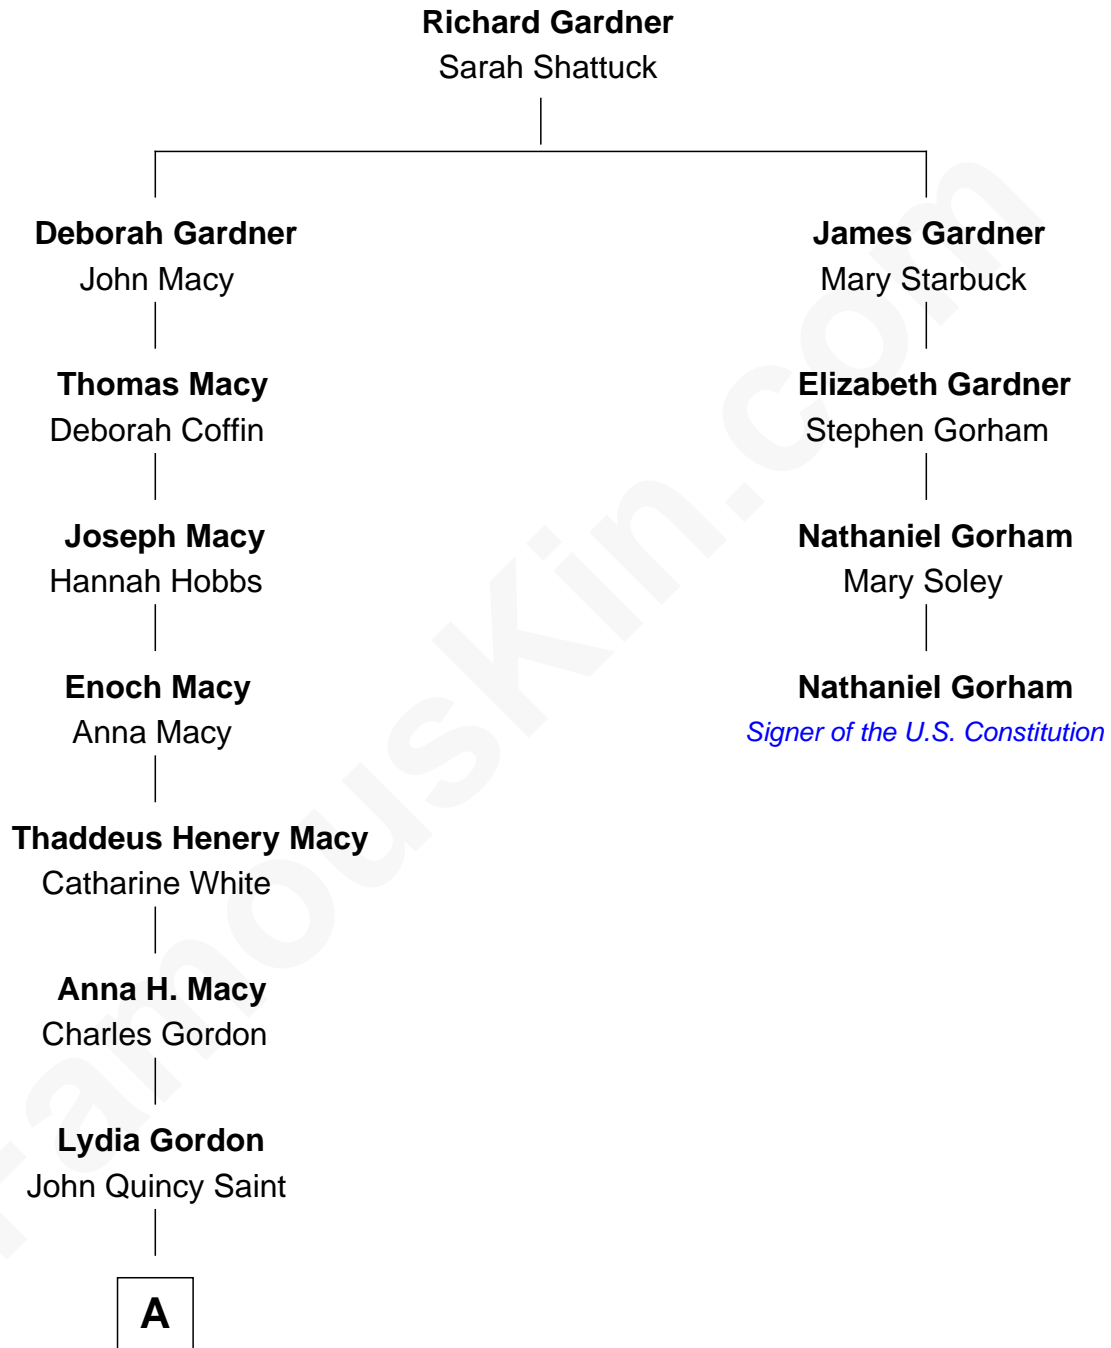 Richard Gardner
Sarah Shattuck
Deborah Gardner
John Macy
James Gardner
Mary Starbuck
Thomas Macy
Deborah Coffin
Elizabeth Gardner
Stephen Gorham
Joseph Macy
Hannah Hobbs
Nathaniel Gorham
Mary Soley
Enoch Macy
Anna Macy
Nathaniel Gorham
Signer of the U.S. Constitution
Thaddeus Henery Macy
Catharine White
Anna H. Macy
Charles Gordon
Lydia Gordon
John Quincy Saint
A
FamousKin.com